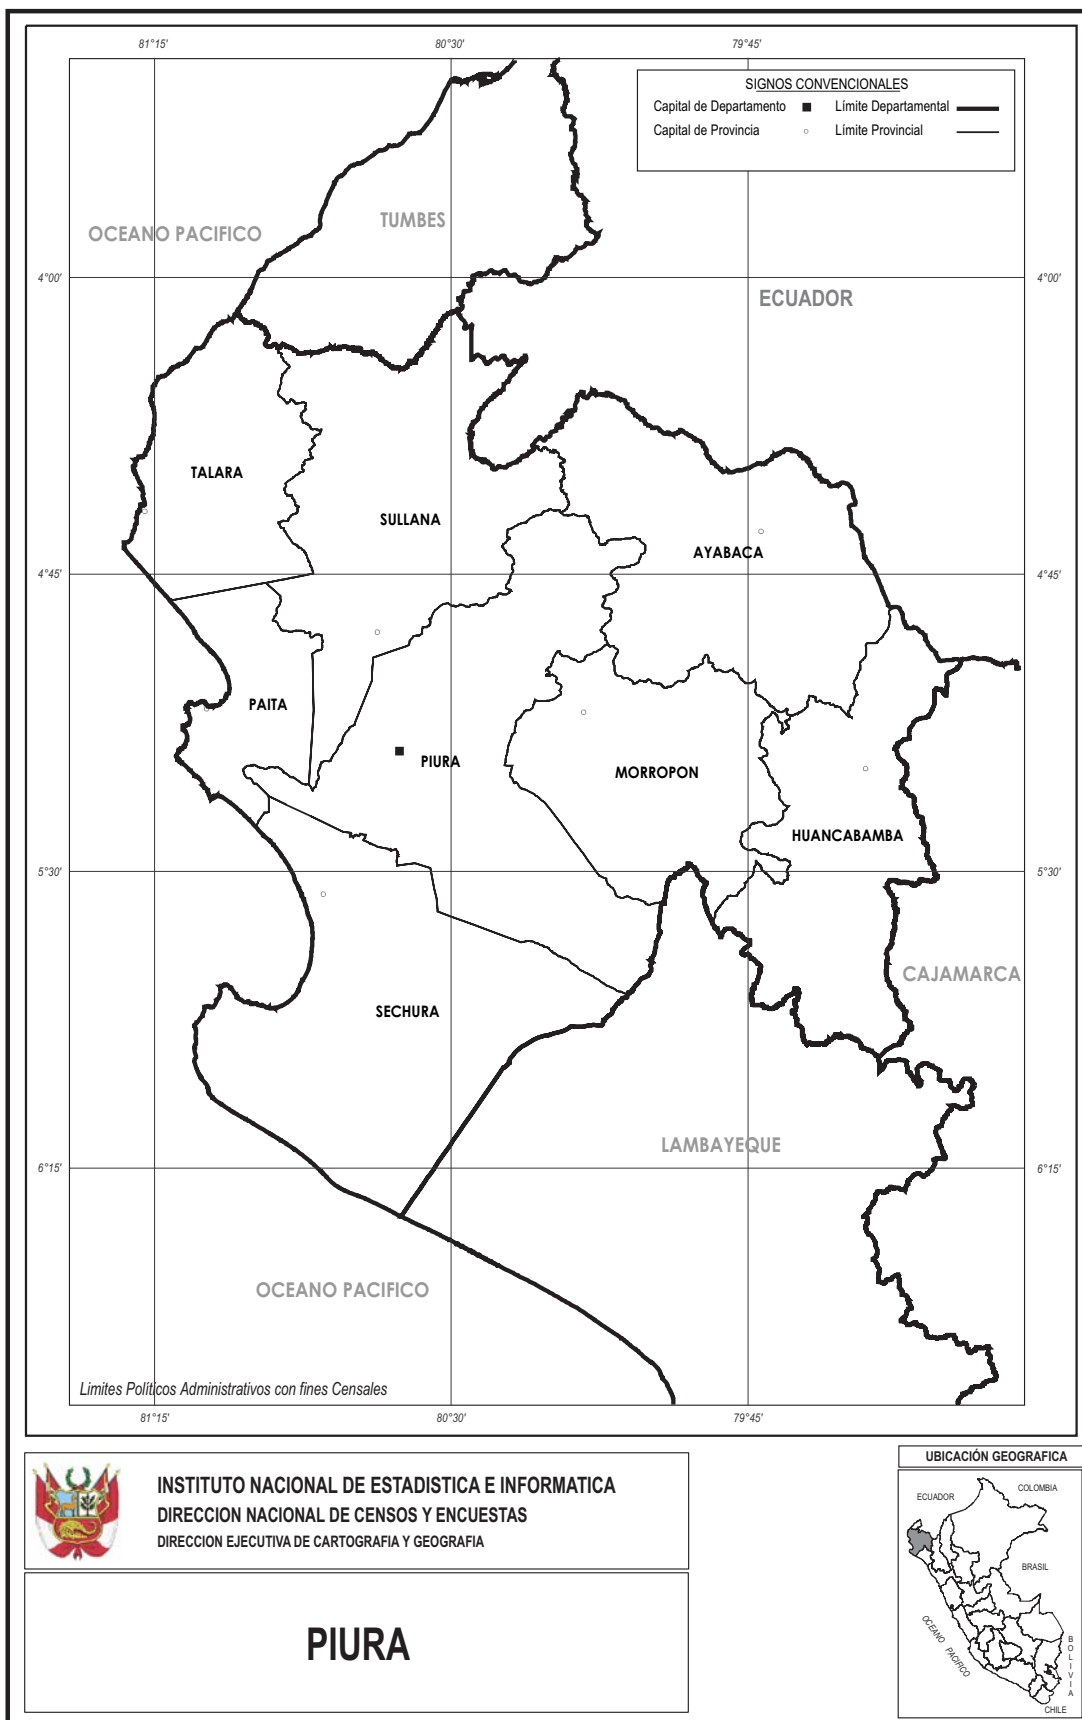 81°15' 80°30' 79°45'
SIGNOS CONVENCIONALES
Capital de Departamento Límite Departamental
Capital de Provincia Límite Provincial
TUMBES
OCEANO PACIFICO
4°00' 4°00'
ECUADOR
TALARA
SULLANA
AYABACA
4°45' 4°45'
PAITA
PIURA
MORROPON
HUANCABAMBA
5°30' 5°30'
CAJAMARCA
SECHURA
LAMBAYEQUE
6°15' 6°15'
OCEANO PACIFICO
Limites Políticos Administrativos con fines Censales
81°15' 80°30' 79°45'
INSTITUTO NACIONAL DE ESTADISTICA E INFORMATICA
DIRECCION NACIONAL DE CENSOS Y ENCUESTAS
DIRECCION EJECUTIVA DE CARTOGRAFIA Y GEOGRAFIA
PIURA
UBICACIÓN GEOGRAFICA
COLOMBIA
ECUADOR
BRASIL
OCEANO PACIFICO
BOLIVIA
CHILE